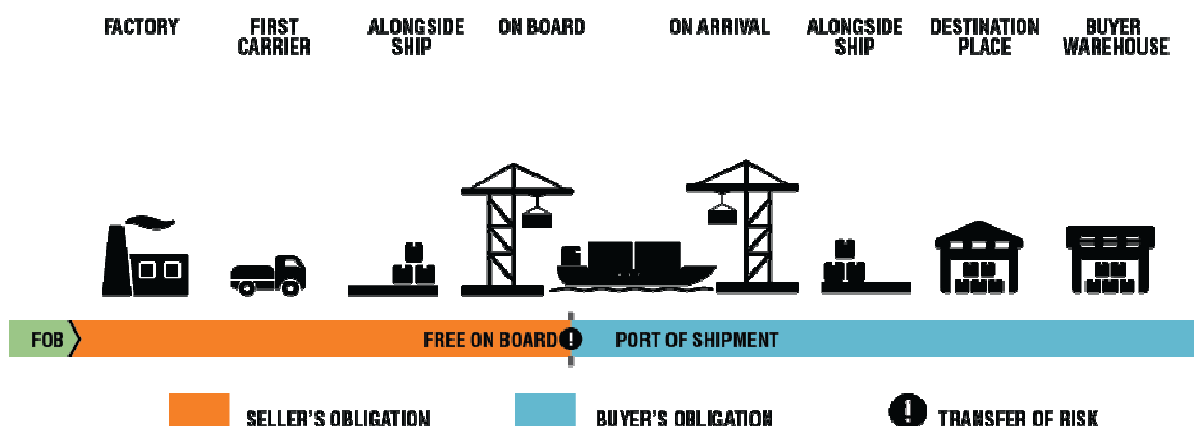 FACTORY
FIRST
CARRIER
ALONGSIDE
SHIP
ON BOARD
ON ARRIVAL
ALONGSIDE
SHIP
DESTINATION
PLACE
BUYER
WAREHOUSE
FOB
FREE ON BOARD
!
PORT OF SHIPMENT
SELLER'S OBLIGATION
BUYER'S OBLIGATION
!
TRANSFER OF RISK